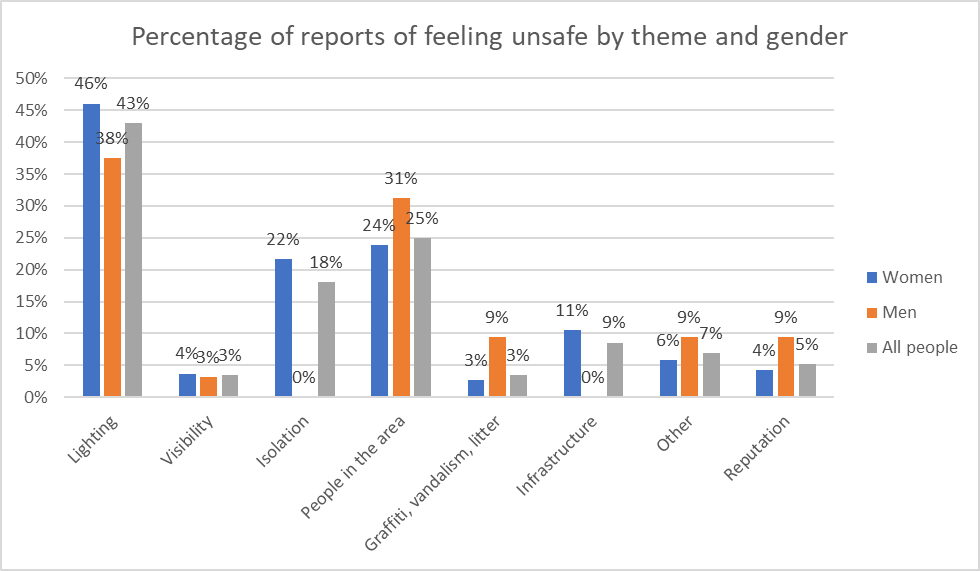 Percentage of reports of feeling unsafe by theme and gender
50%
45%
40%
35%
30%
25%
20%
15%
10%
5%
0%
46%
38%
43%
4%
3%
3%
22%
0%
18%
24%
31%
25%
3%
9%
3%
11%
0%
9%
6%
9%
7%
4%
9%
5%
Lighting
Visibility
Isolation
People in the area
Graffiti, vandalism, litter
Infrastructure
Other
Reputation
Women
Men
All people